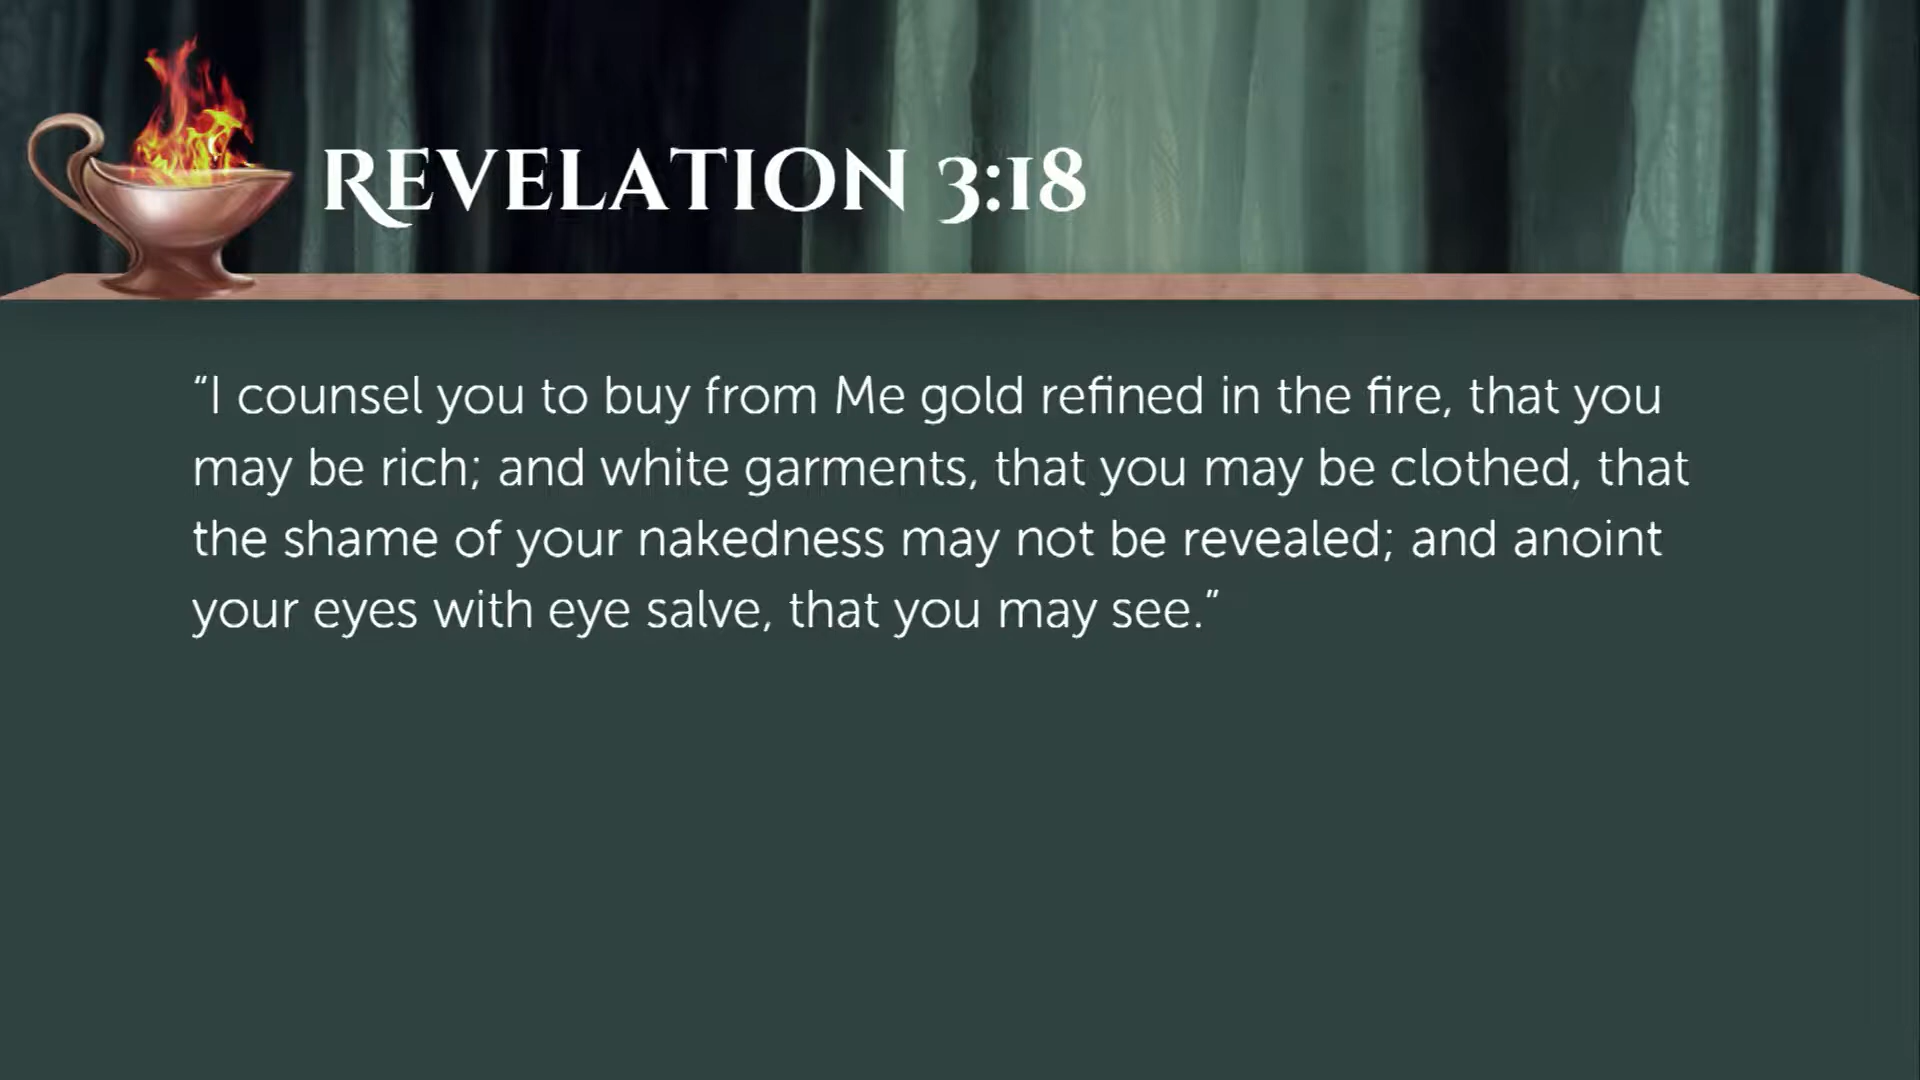 REVELATION 3:18
“I counsel you to buy from Me gold refined in the fire, that you
may be rich; and white garments, that you may be clothed, that
the shame of your nakedness may not be revealed; and anoint
your eyes with eye salve, that you may see.”